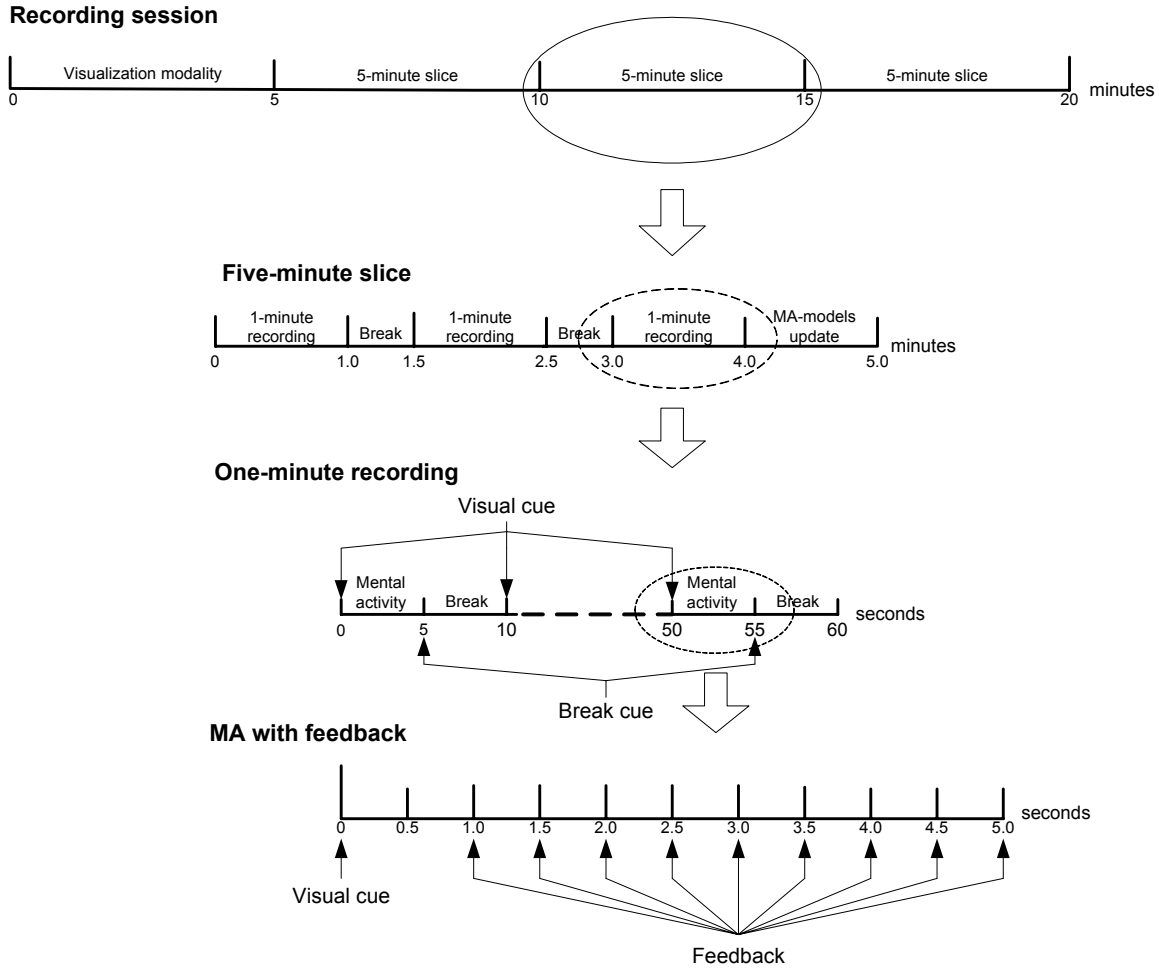 Recording session
Visualization modality 5-minute slice 5-minute slice 5-minute slice
0 5 10 15 20 minutes
Five-minute slice
1-minute recording Break 1-minute recording Break 1-minute recording MA-models update
0 1.0 1.5 2.5 3.0 4.0 5.0 minutes
One-minute recording
Visual cue
Mental activity Break Mental activity Break
0 5 10 50 55 60 seconds
Break cue
MA with feedback
0 0.5 1.0 1.5 2.0 2.5 3.0 3.5 4.0 4.5 5.0 seconds
Visual cue
Feedback